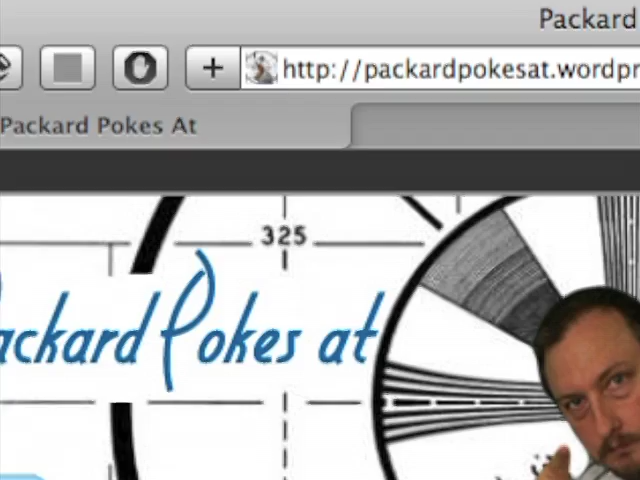 Packard
http://packardpokesat.wordpr
Packard Pokes At
325
ackard Pokes at